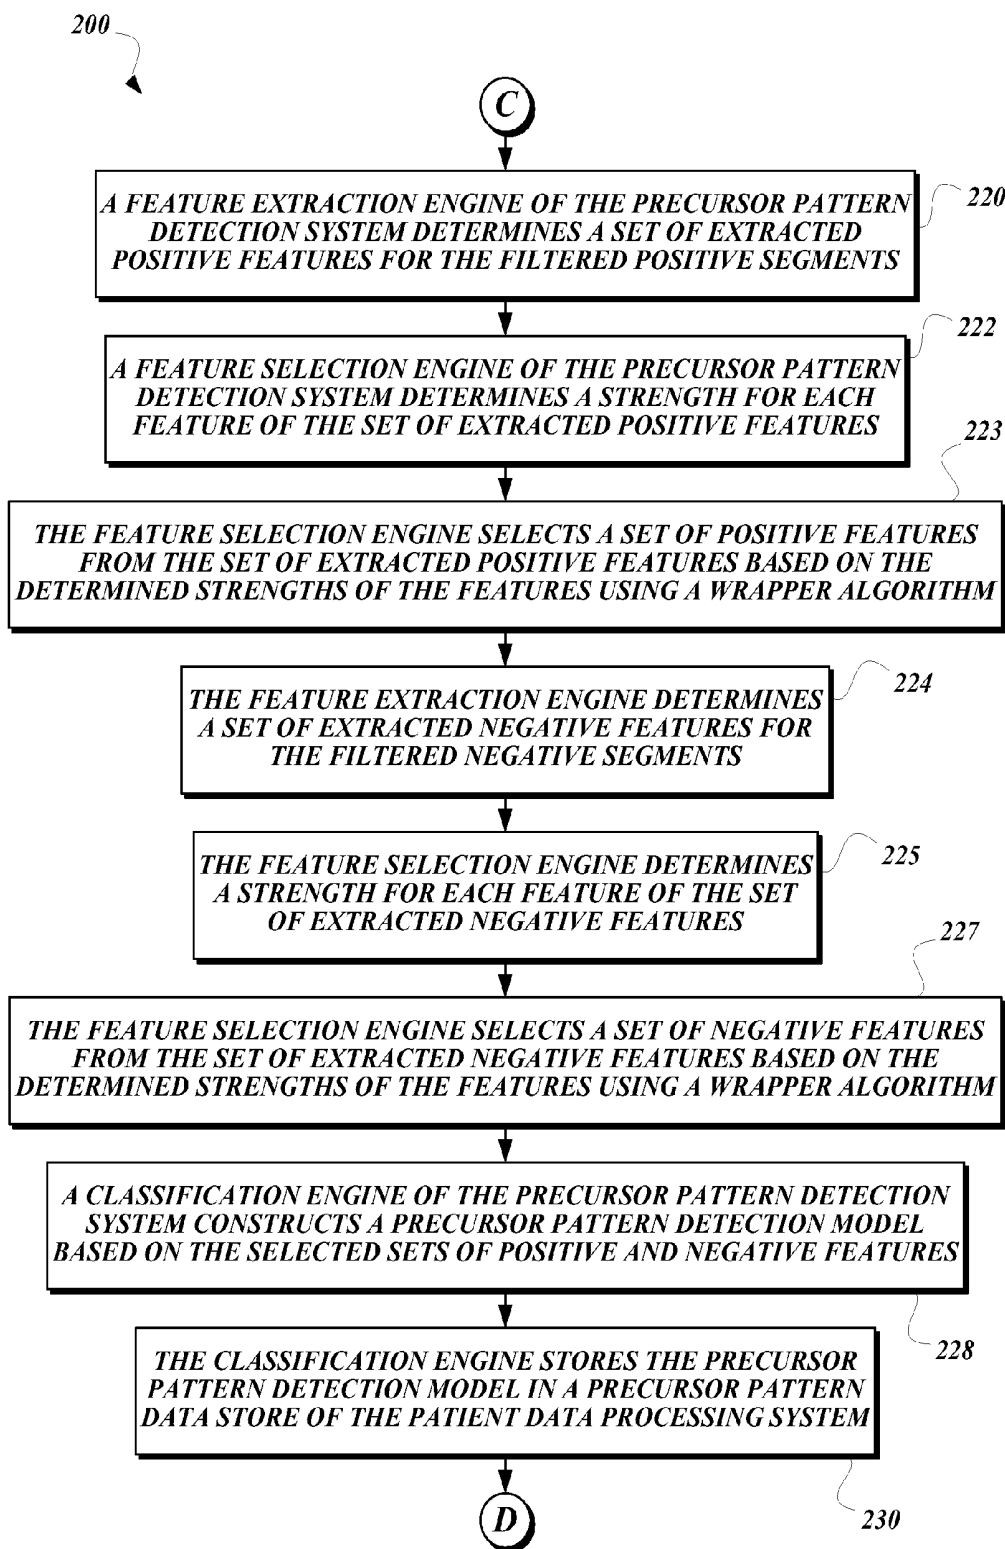 200
C
A FEATURE EXTRACTION ENGINE OF THE PRECURSOR PATTERN
DETECTION SYSTEM DETERMINES A SET OF EXTRACTED
POSITIVE FEATURES FOR THE FILTERED POSITIVE SEGMENTS
220
A FEATURE SELECTION ENGINE OF THE PRECURSOR PATTERN
DETECTION SYSTEM DETERMINES A STRENGTH FOR EACH
FEATURE OF THE SET OF EXTRACTED POSITIVE FEATURES
222
THE FEATURE SELECTION ENGINE SELECTS A SET OF POSITIVE FEATURES
FROM THE SET OF EXTRACTED POSITIVE FEATURES BASED ON THE
DETERMINED STRENGTHS OF THE FEATURES USING A WRAPPER ALGORITHM
223
THE FEATURE EXTRACTION ENGINE DETERMINES
A SET OF EXTRACTED NEGATIVE FEATURES FOR
THE FILTERED NEGATIVE SEGMENTS
224
THE FEATURE SELECTION ENGINE DETERMINES
A STRENGTH FOR EACH FEATURE OF THE SET
OF EXTRACTED NEGATIVE FEATURES
225
THE FEATURE SELECTION ENGINE SELECTS A SET OF NEGATIVE FEATURES
FROM THE SET OF EXTRACTED NEGATIVE FEATURES BASED ON THE
DETERMINED STRENGTHS OF THE FEATURES USING A WRAPPER ALGORITHM
227
A CLASSIFICATION ENGINE OF THE PRECURSOR PATTERN DETECTION
SYSTEM CONSTRUCTS A PRECURSOR PATTERN DETECTION MODEL
BASED ON THE SELECTED SETS OF POSITIVE AND NEGATIVE FEATURES
228
THE CLASSIFICATION ENGINE STORES THE PRECURSOR
PATTERN DETECTION MODEL IN A PRECURSOR PATTERN
DATA STORE OF THE PATIENT DATA PROCESSING SYSTEM
230
D